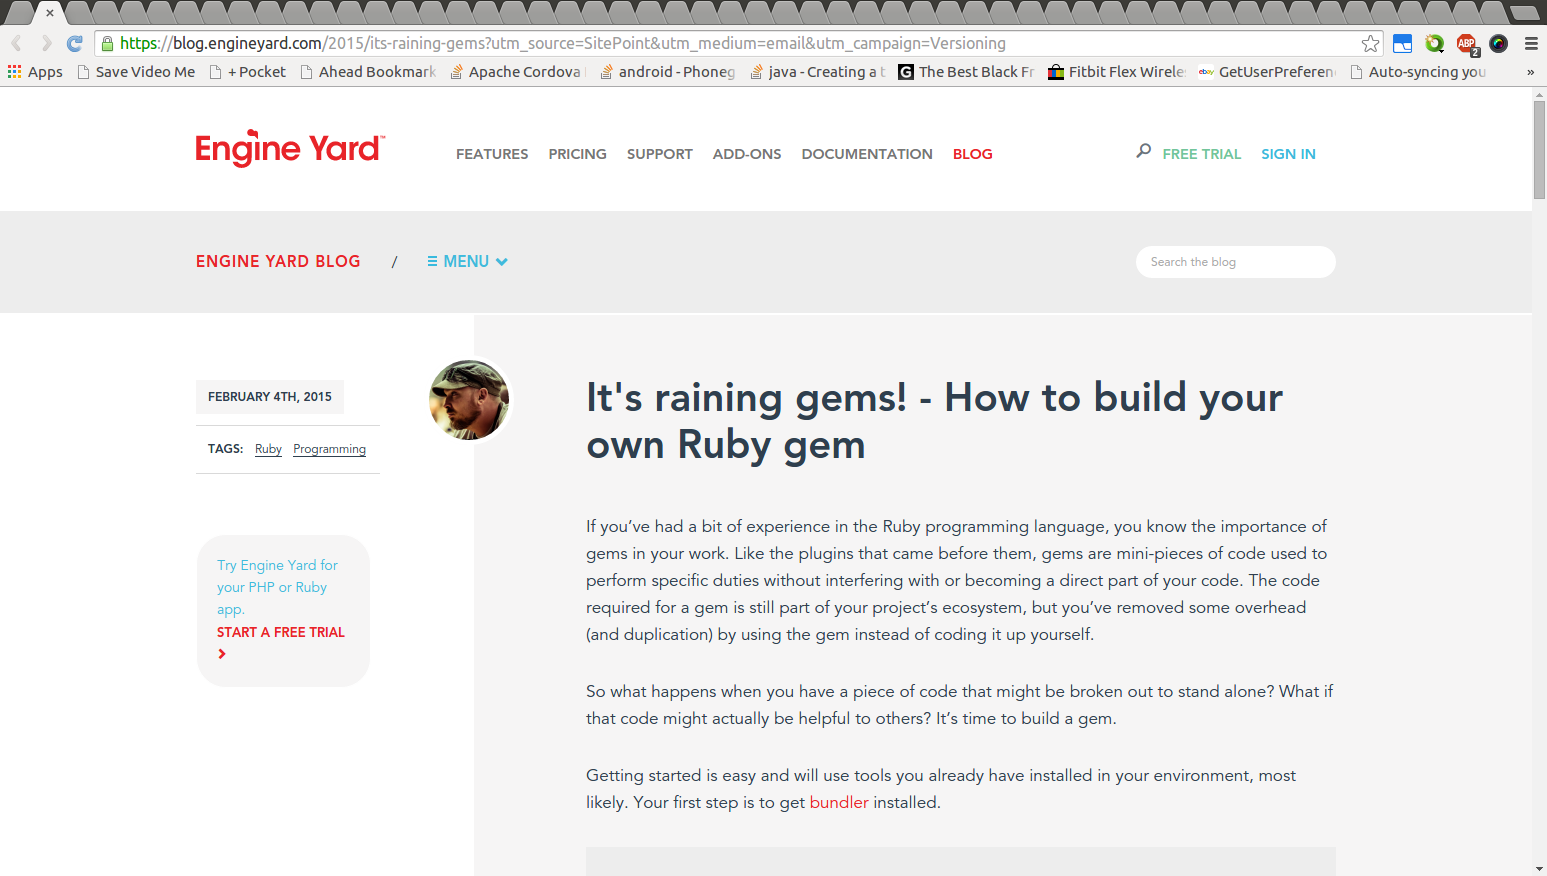 https://blog.engineyard.com/2015/its-raining-gems?utm_source=SitePoint&utm_medium=email&utm_campaign=Versioning
ABP
2
Apps
Save Video Me
+ Pocket
Ahead Bookmark
Apache Cordova
android - Phoneg
java - Creating a t
The Best Black Fr
Fitbit Flex Wirele
ebay
GetUserPreferen
Auto-syncing you
»
Engine Yard™
FEATURES
PRICING
SUPPORT
ADD-ONS
DOCUMENTATION
BLOG
FREE TRIAL
SIGN IN
ENGINE YARD BLOG
/
MENU
Search the blog
FEBRUARY 4TH, 2015
TAGS: Ruby Programming
Try Engine Yard for
your PHP or Ruby
app.
START A FREE TRIAL
It's raining gems! - How to build your
own Ruby gem
If you’ve had a bit of experience in the Ruby programming language, you know the importance of
gems in your work. Like the plugins that came before them, gems are mini-pieces of code used to
perform specific duties without interfering with or becoming a direct part of your code. The code
required for a gem is still part of your project’s ecosystem, but you’ve removed some overhead
(and duplication) by using the gem instead of coding it up yourself.
So what happens when you have a piece of code that might be broken out to stand alone? What if
that code might actually be helpful to others? It’s time to build a gem.
Getting started is easy and will use tools you already have installed in your environment, most
likely. Your first step is to get bundler installed.